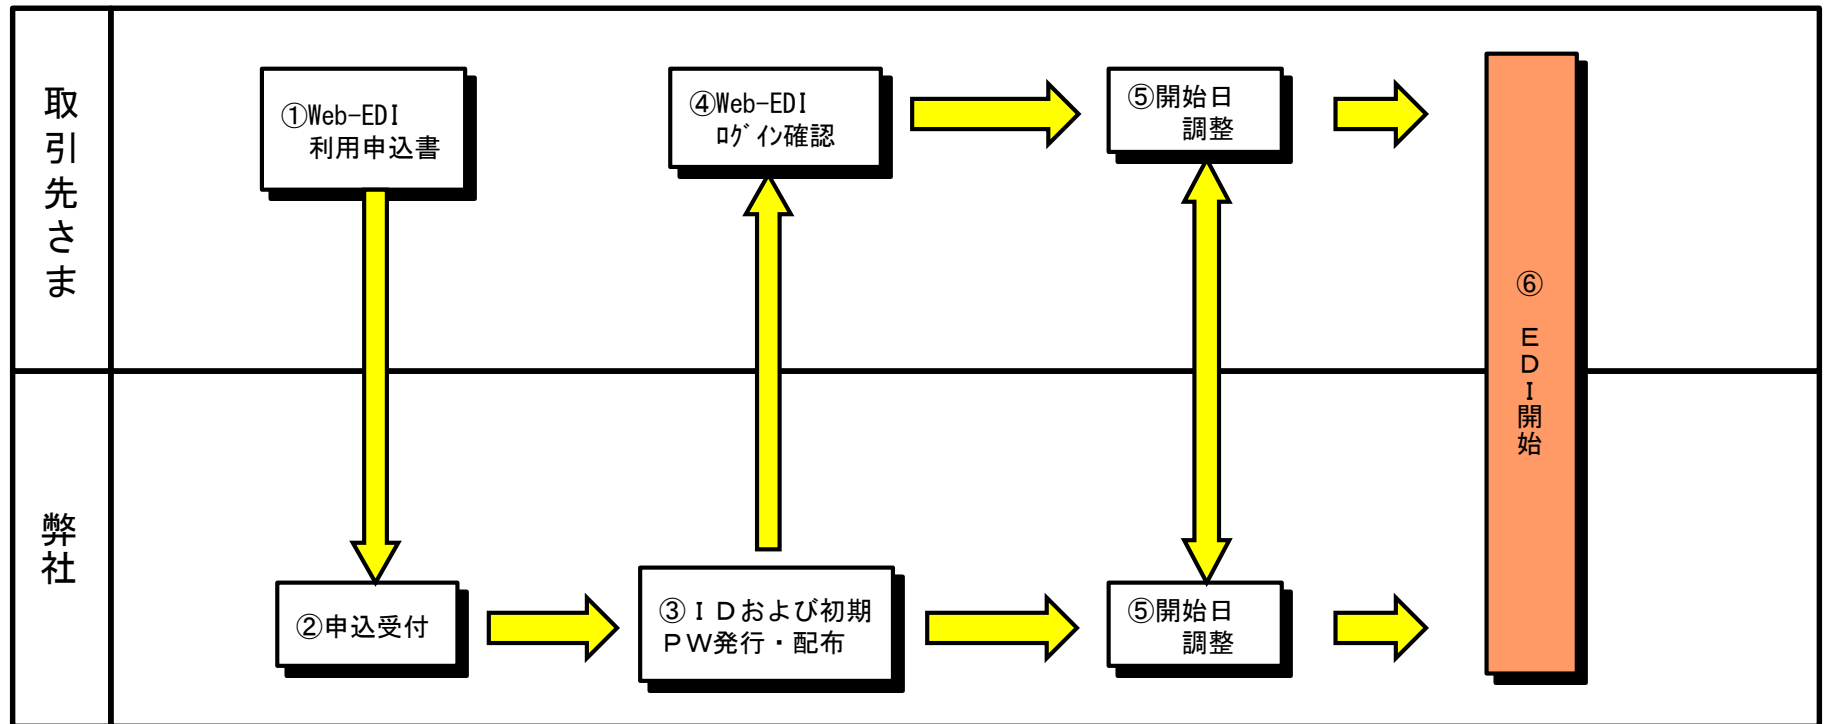 取引先さま
①Web-EDI
利用申込書
④Web-EDI
ﾛｸﾞｲﾝ確認
⑤開始日
調整
⑥ ＥＤＩ開始
弊社
②申込受付
③ＩＤおよび初期
ＰＷ発行・配布
⑤開始日
調整